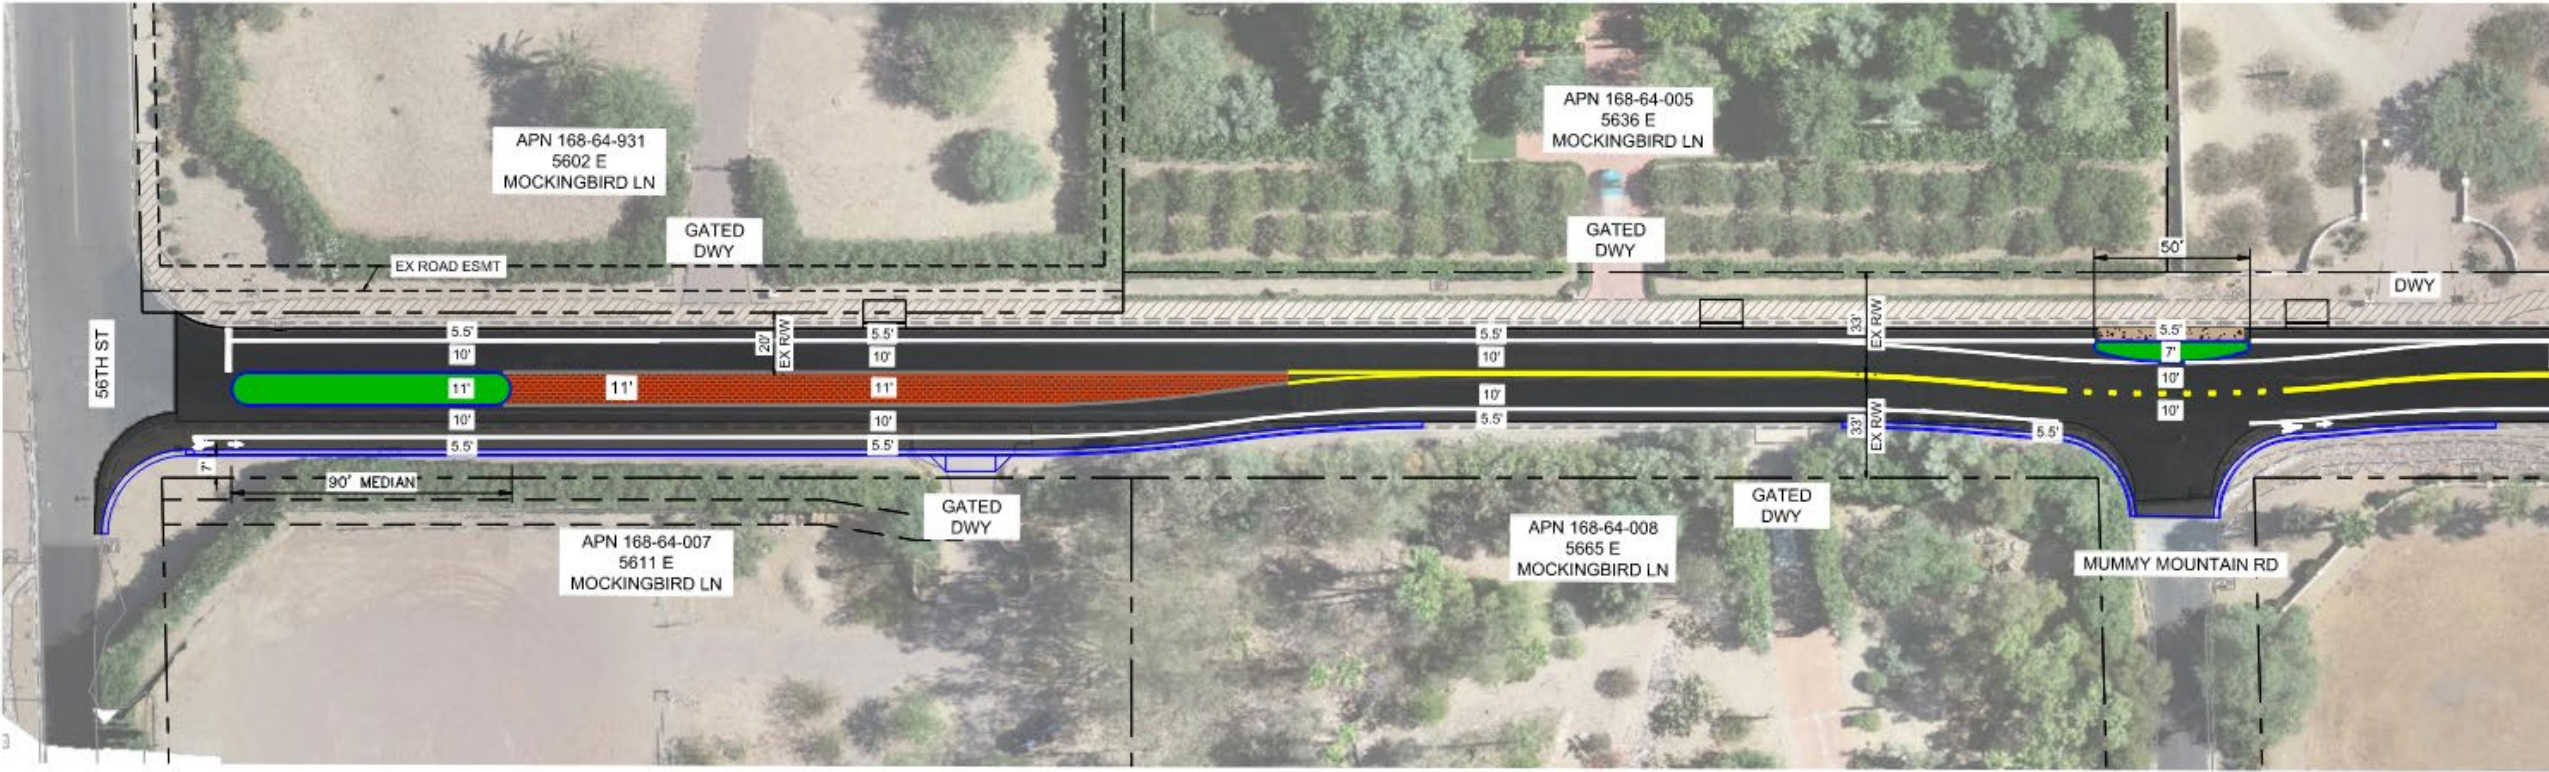 APN 168-64-931
5602 E
MOCKINGBIRD LN
GATED
DWY
EX ROAD ESMT
APN 168-64-005
5636 E
MOCKINGBIRD LN
GATED
DWY
50'
DWY
56TH ST
5.5'
10'
11'
10'
5.5'
7'
90' MEDIAN
11'
20'
EX R/W
5.5'
10'
11'
10'
5.5'
5.5'
10'
10'
5.5'
33'
EX R/W
33'
EX R/W
5.5'
5.5'
7'
10'
10'
GATED
DWY
APN 168-64-007
5611 E
MOCKINGBIRD LN
APN 168-64-008
5665 E
MOCKINGBIRD LN
GATED
DWY
MUMMY MOUNTAIN RD